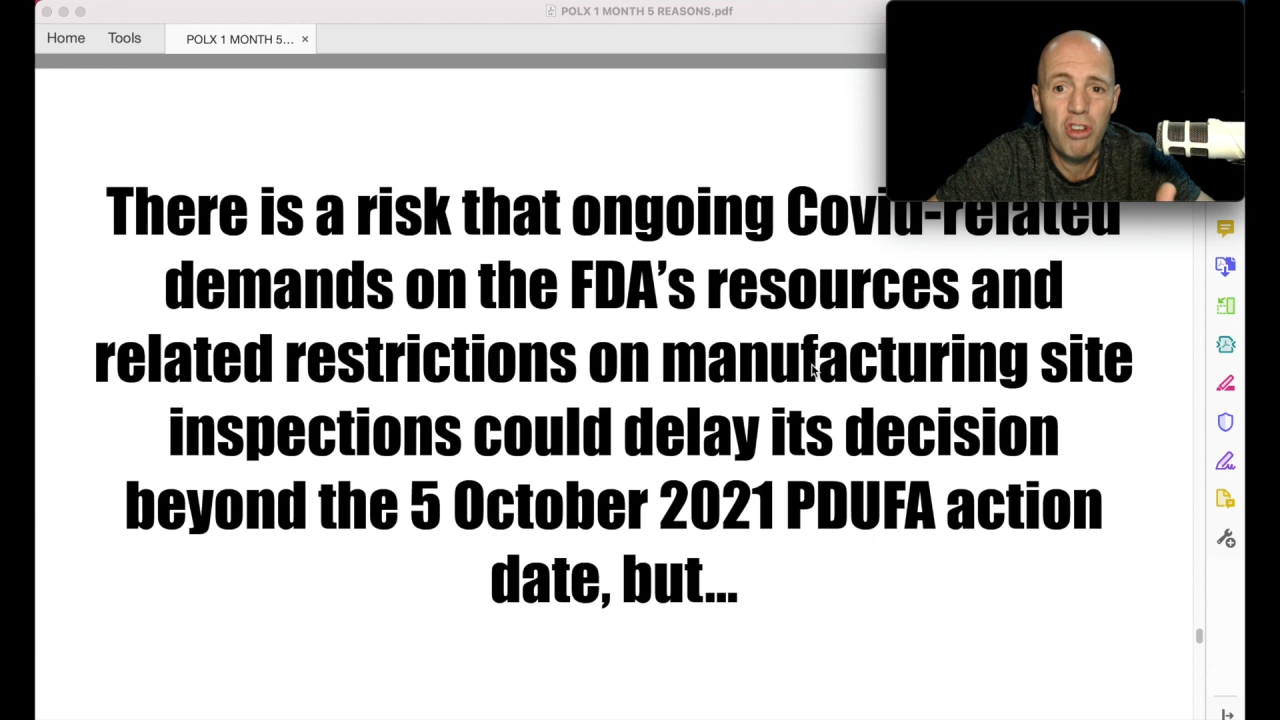 POLX 1 MONTH 5 REASONS.pdf
Home Tools POLX 1 MONTH 5... ×
There is a risk that ongoing Covid-related
demands on the FDA’s resources and
related restrictions on manufacturing site
inspections could delay its decision
beyond the 5 October 2021 PDUFA action
date, but...